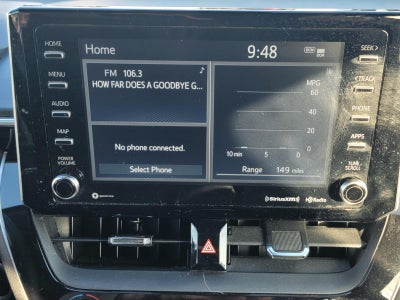 HOME
MENU
AUDIO
MAP
POWER
VOLUME
Home
9:48
FM 106.3
HOW FAR DOES A GOODBYE G...
No phone connected.
Select Phone
MPG
60
40
20
0
10 min 5 0
Range 149 miles
SEEK>
<TRACK
PHONE
APPS
TUNE
SCROLL
SiriusXM
HD Radio